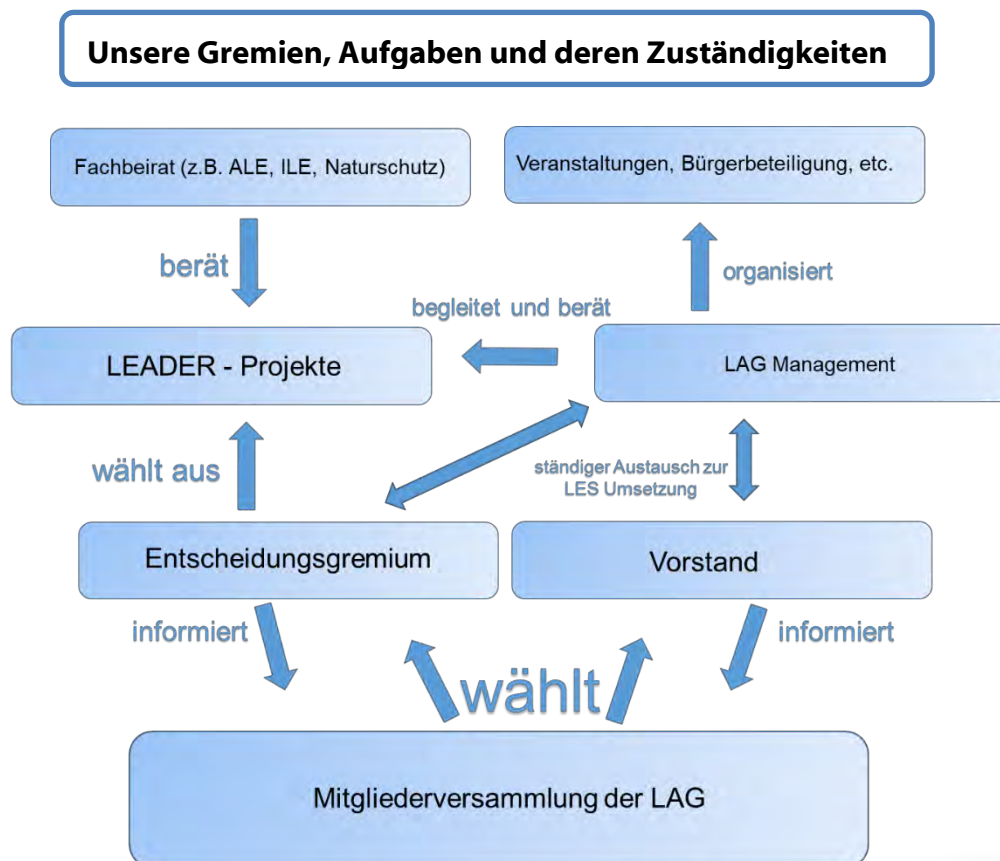 Unsere Gremien, Aufgaben und deren Zuständigkeiten
Fachbeirat (z.B. ALE, ILE, Naturschutz)
Veranstaltungen, Bürgerbeteiligung, etc.
berät
organisiert
begleitet und berät
LEADER - Projekte
LAG Management
wählt aus
ständiger Austausch zur
LES Umsetzung
Entscheidungsgremium
Vorstand
informiert
informiert
wählt
Mitgliederversammlung der LAG